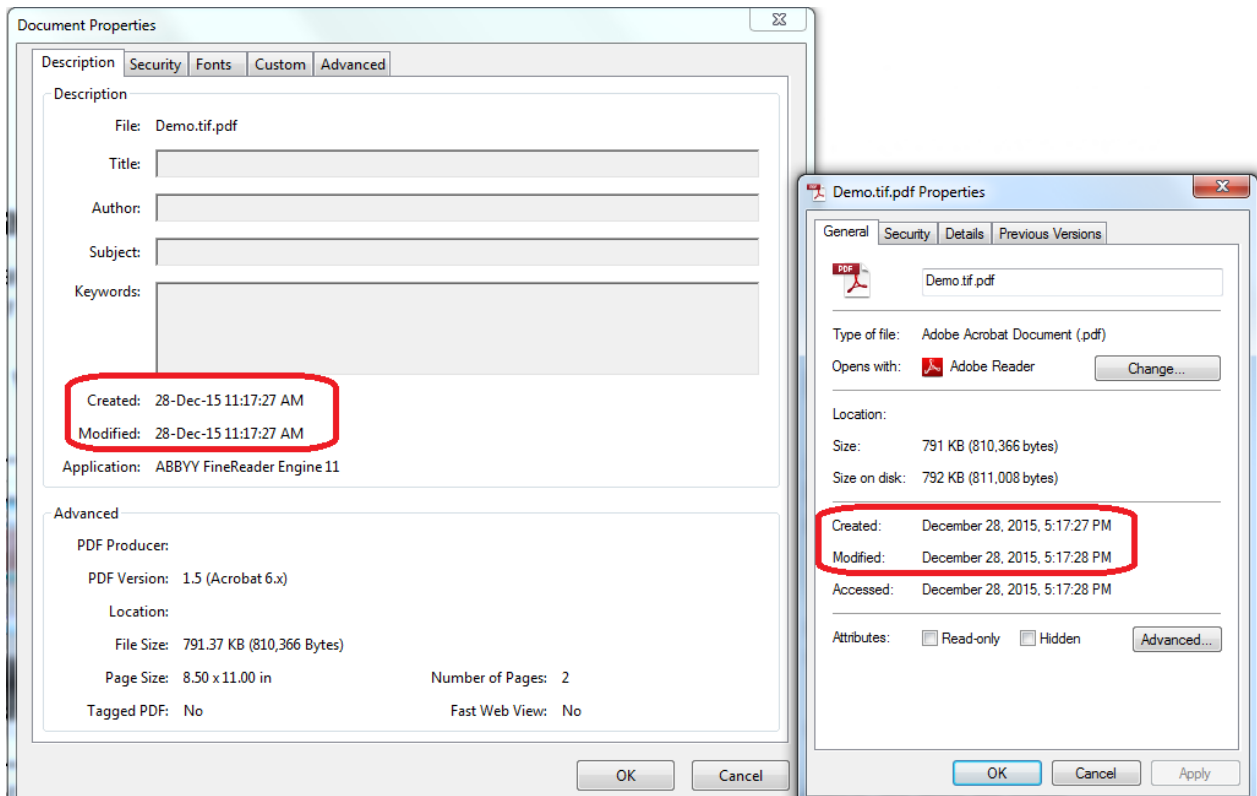 Document Properties
Description Security Fonts Custom Advanced
Description
File: Demo.tif.pdf
Title:
Author:
Subject:
Keywords:
Created: 28-Dec-15 11:17:27 AM
Modified: 28-Dec-15 11:17:27 AM
Application: ABBYY FineReader Engine 11
Advanced
PDF Producer:
PDF Version: 1.5 (Acrobat 6.x)
Location:
File Size: 791.37 KB (810,366 Bytes)
Page Size: 8.50 x 11.00 in Number of Pages: 2
Tagged PDF: No Fast Web View: No
OK Cancel
Demo.tif.pdf Properties
General Security Details Previous Versions
PDF
Demo.tif.pdf
Type of file: Adobe Acrobat Document (.pdf)
Opens with: Adobe Reader Change...
Location:
Size: 791 KB (810,366 bytes)
Size on disk: 792 KB (811,008 bytes)
Created: December 28, 2015, 5:17:27 PM
Modified: December 28, 2015, 5:17:28 PM
Accessed: December 28, 2015, 5:17:28 PM
Attributes: Read-only Hidden Advanced...
OK Cancel Apply